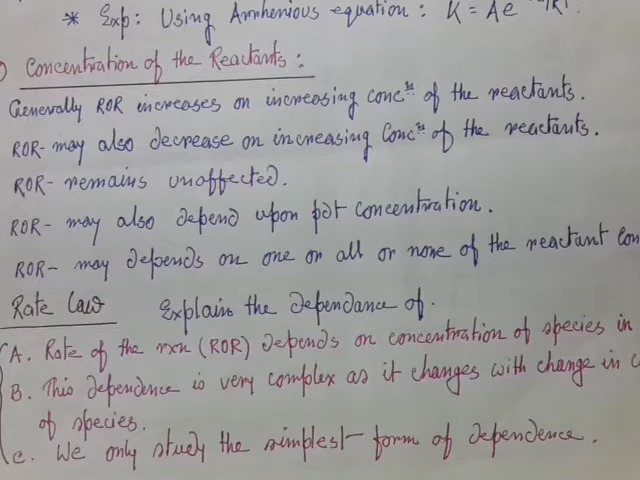 * Exp: Using Arrhenious equation: K = Ae
Concentration of the Reactants:
Generally ROR increases on increasing concⁿ of the reactants.
ROR- may also decrease on increasing Concⁿ of the reactants.
ROR- remains unaffected.
ROR- may also depend upon pdt concentration.
ROR- may depends on one or all or none of the reactant con
Rate Law Explain the dependance of.
A. Rate of the rxn (ROR) depends on concentration of species in
B. This dependence is very complex as it changes with change in c
of species.
C. We only study the simplest form of dependence.